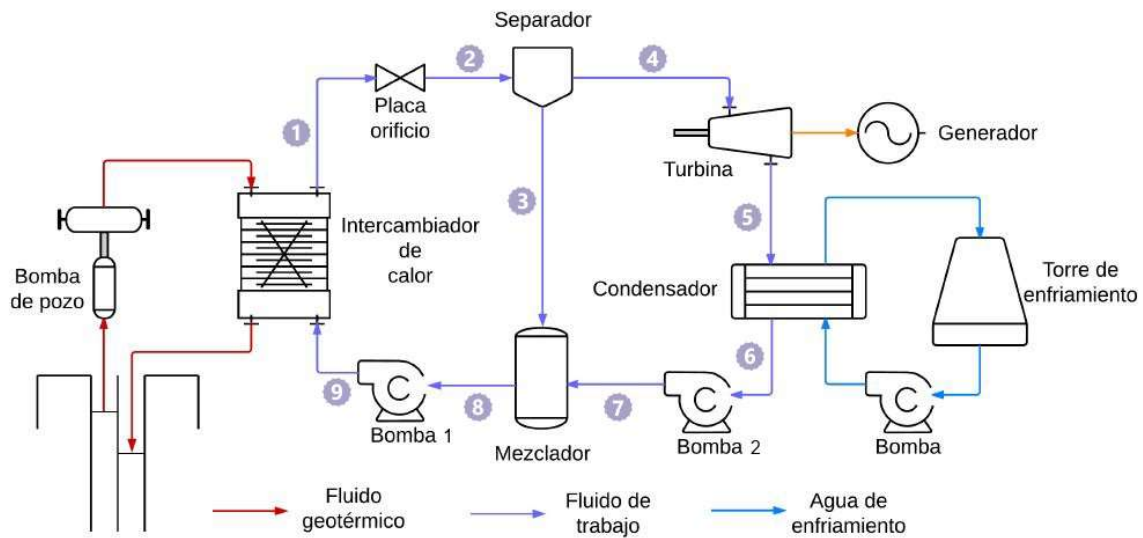 Separador
1
2
4
Placa
orificio
Turbina
Generador
3
5
Bomba
de pozo
Intercambiador
de
calor
Condensador
Torre de
enfriamiento
6
9
8
7
Bomba 1
Mezclador
Bomba 2
Bomba
Fluido
geotérmico
Fluido de
trabajo
Agua de
enfriamiento